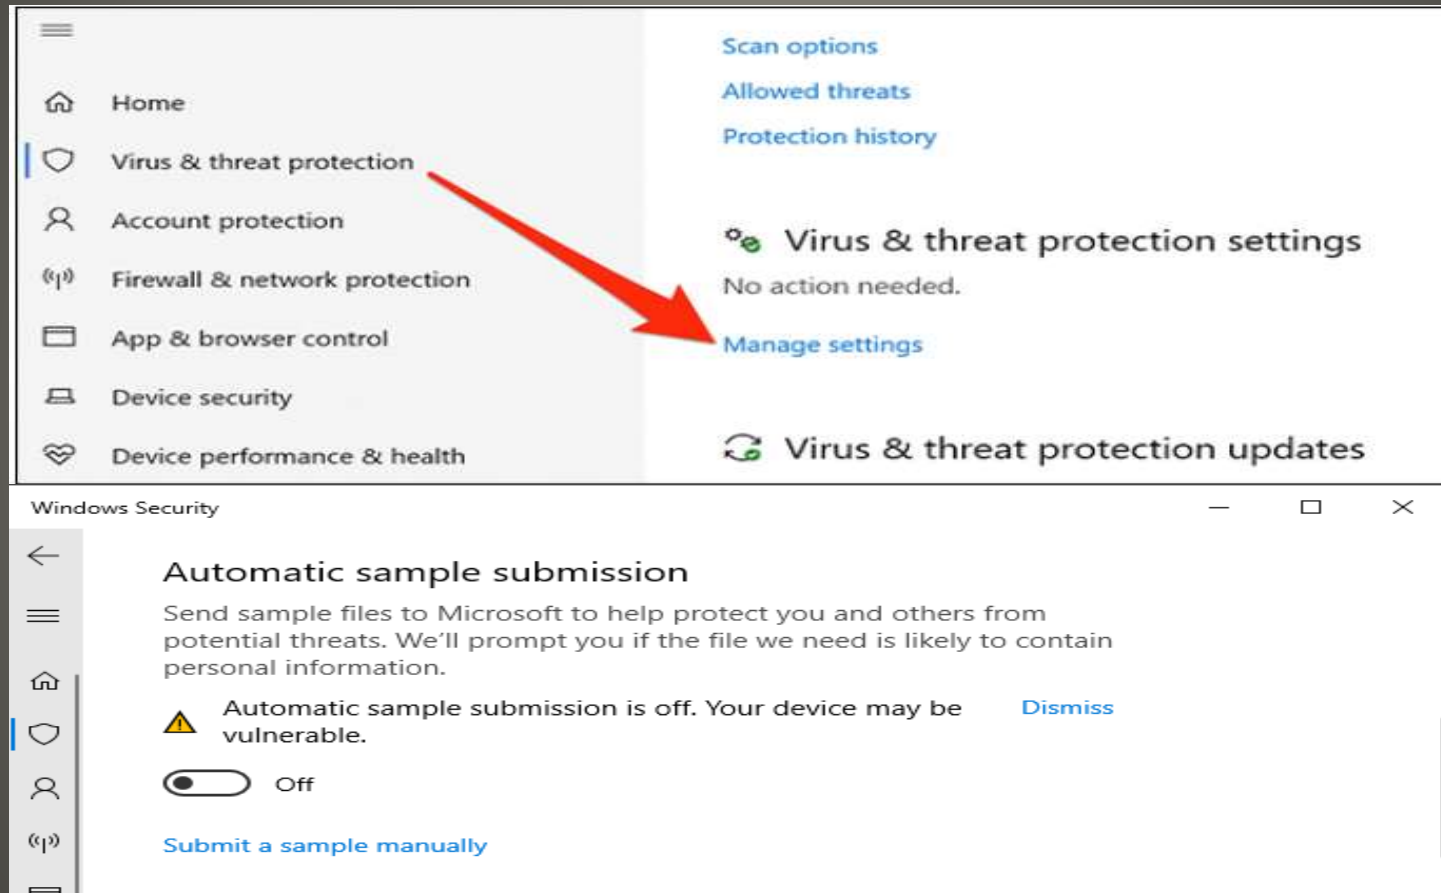 Scan options
Home
Allowed threats
Protection history
Virus & threat protection
Account protection
Virus & threat protection settings
Firewall & network protection
No action needed.
App & browser control
Manage settings
Device security
Device performance & health
Virus & threat protection updates
Windows Security
Automatic sample submission
Send sample files to Microsoft to help protect you and others from
potential threats. We'll prompt you if the file we need is likely to contain
personal information.
Automatic sample submission is off. Your device may be
vulnerable.
Dismiss
Off
Submit a sample manually